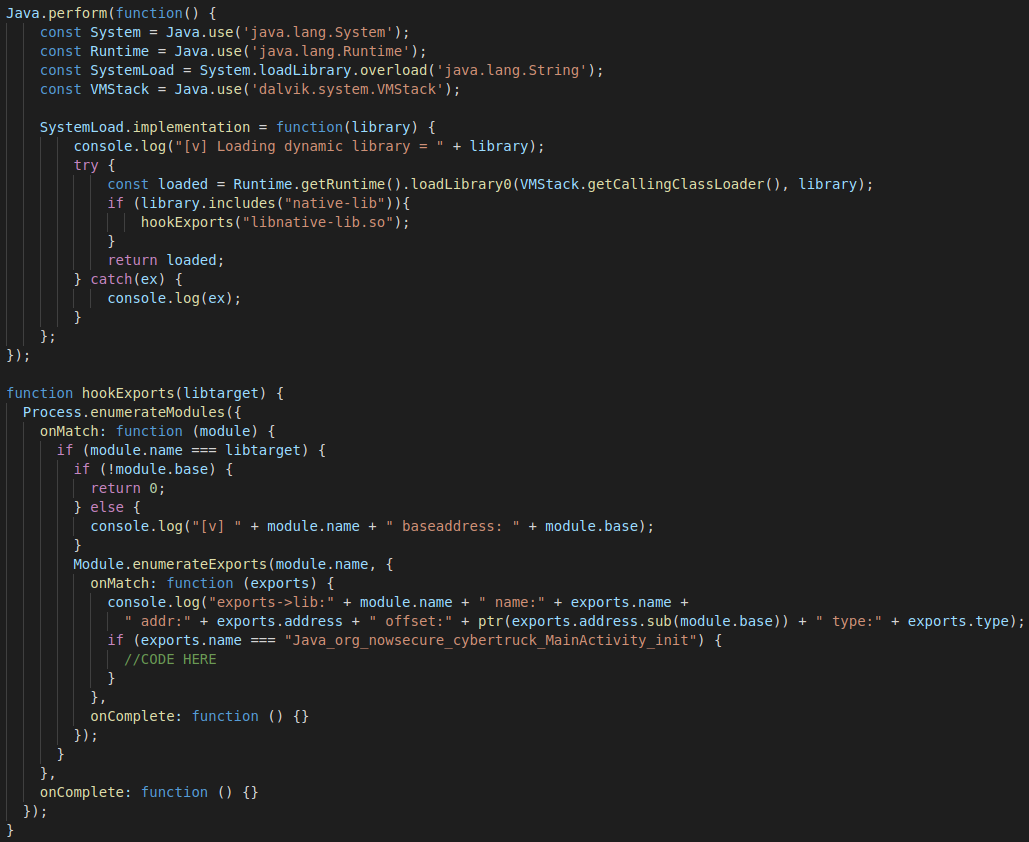 Java.perform(function() {
    const System = Java.use('java.lang.System');
    const Runtime = Java.use('java.lang.Runtime');
    const SystemLoad = System.loadLibrary.overload('java.lang.String');
    const VMStack = Java.use('dalvik.system.VMStack');

    SystemLoad.implementation = function(library) {
        console.log("[v] Loading dynamic library = " + library);
        try {
            const loaded = Runtime.getRuntime().loadLibrary0(VMStack.getCallingClassLoader(), library);
            if (library.includes("native-lib")){
                hookExports("libnative-lib.so");
            }
            return loaded;
        } catch(ex) {
            console.log(ex);
        }
    };
});

function hookExports(libtarget) {
  Process.enumerateModules({
    onMatch: function (module) {
      if (module.name === libtarget) {
        if (!module.base) {
          return 0;
        } else {
          console.log("[v] " + module.name + " baseaddress: " + module.base);
        }
        Module.enumerateExports(module.name, {
          onMatch: function (exports) {
            console.log("exports->lib:" + module.name + " name:" + exports.name +
              " addr:" + exports.address + " offset:" + ptr(exports.address.sub(module.base)) + " type:" + exports.type);
            if (exports.name === "Java_org_nowsecure_cybertruck_MainActivity_init") {
              //CODE HERE
            }
          },
          onComplete: function () {}
        });
      }
    },
    onComplete: function () {}
  });
}